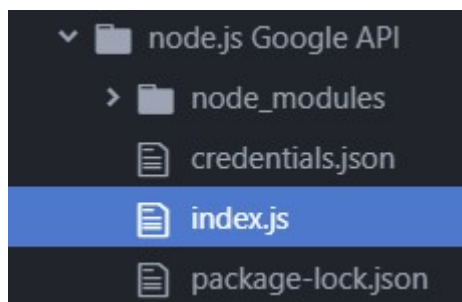 node.js Google API
node_modules
credentials.json
index.js
package-lock.json